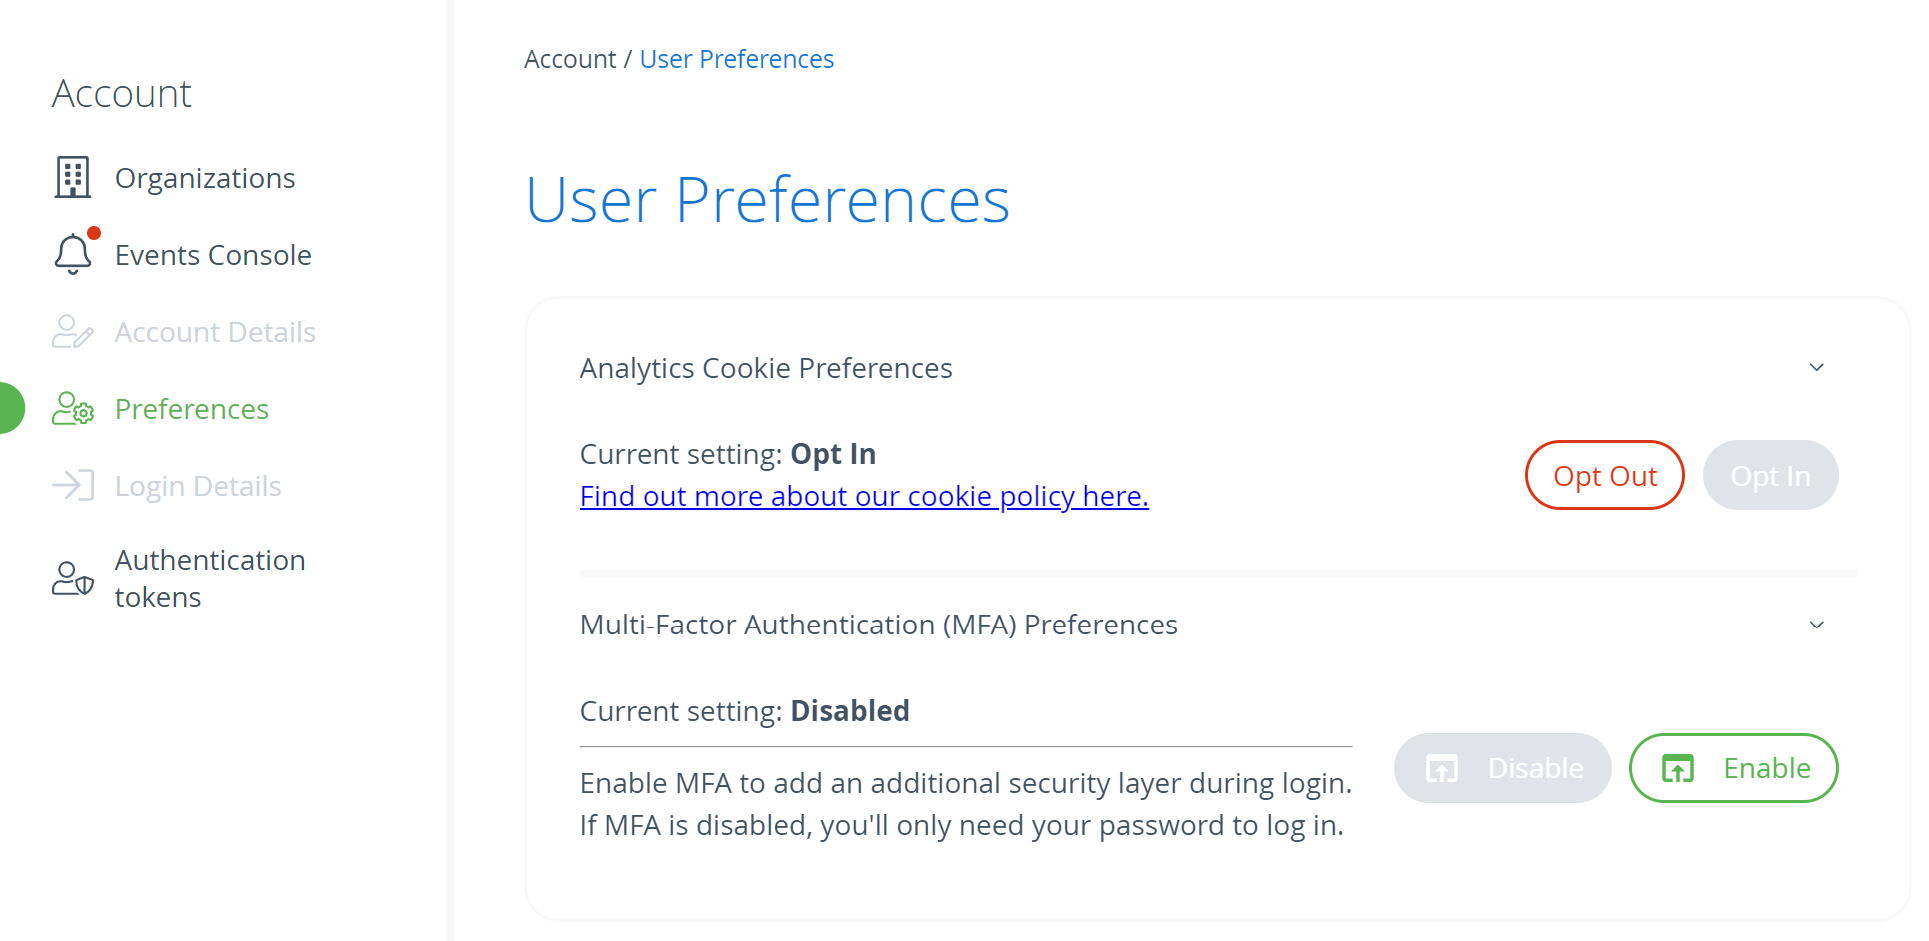 Account
Organizations
Events Console
Account Details
Preferences
Login Details
Authentication
tokens
Account / User Preferences
User Preferences
Analytics Cookie Preferences
Current setting: Opt In
Find out more about our cookie policy here.
Opt Out
Opt In
Multi-Factor Authentication (MFA) Preferences
Current setting: Disabled
Enable MFA to add an additional security layer during login.
If MFA is disabled, you'll only need your password to log in.
Disable
Enable